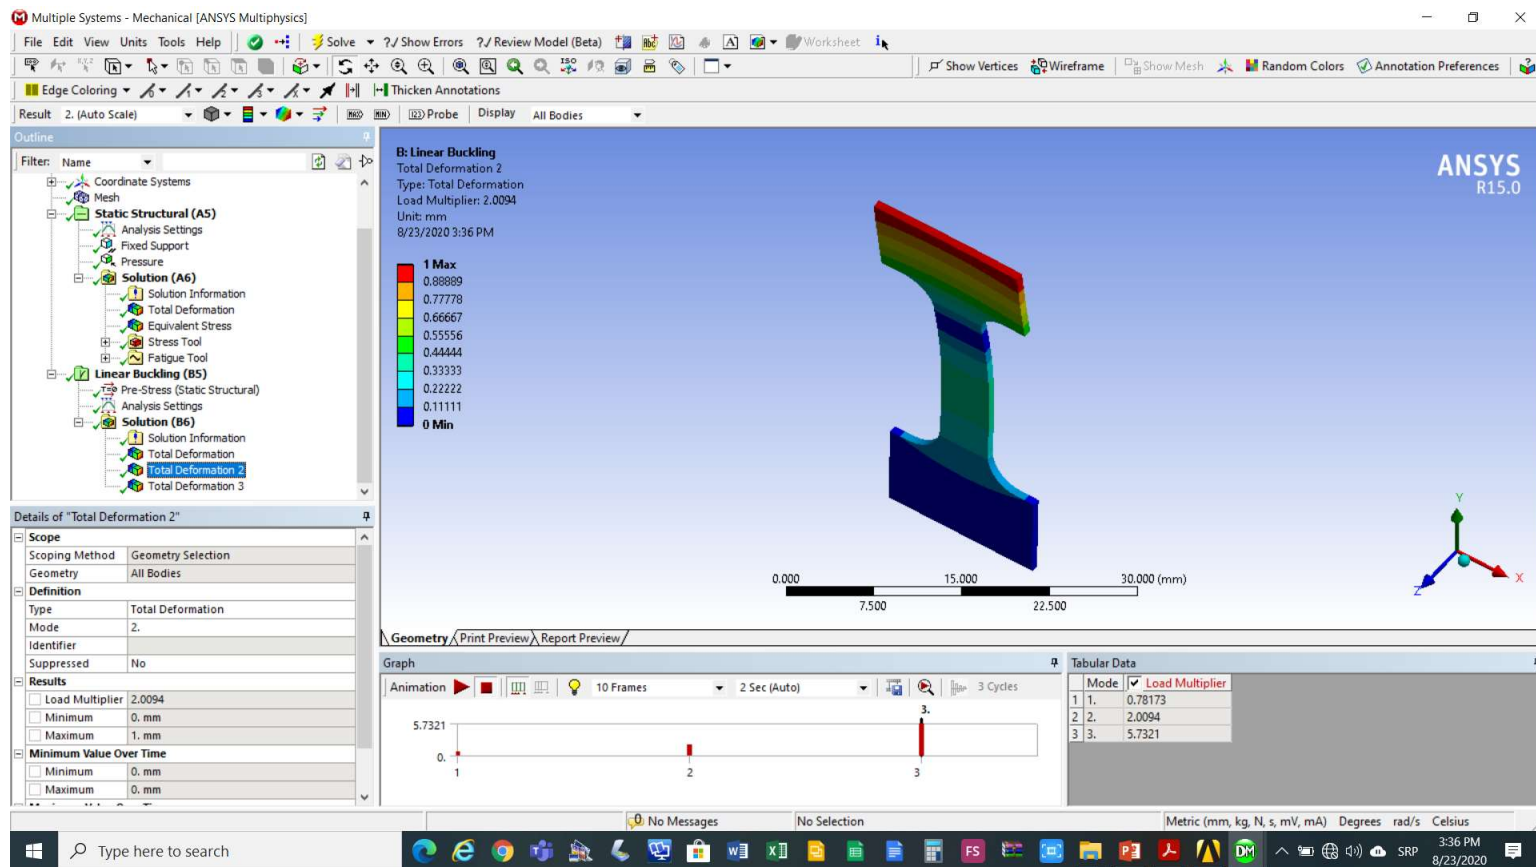 Multiple Systems - Mechanical [ANSYS Multiphysics]
File Edit View Units Tools Help Solve ?/ Show Errors ?/ Review Model (Beta) A Worksheet i
Show Vertices Wireframe Show Mesh Random Colors Annotation Preferences
Edge Coloring Thicken Annotations
Result 2. (Auto Scale) MAX MIN 123 Probe Display All Bodies
Outline
Filter: Name
Coordinate Systems
Mesh
Static Structural (A5)
Analysis Settings
Fixed Support
Pressure
Solution (A6)
Solution Information
Total Deformation
Equivalent Stress
Stress Tool
Fatigue Tool
Linear Buckling (B5)
Pre-Stress (Static Structural)
Analysis Settings
Solution (B6)
Solution Information
Total Deformation
Total Deformation 2
Total Deformation 3
Details of "Total Deformation 2"
Scope
Scoping Method Geometry Selection
Geometry All Bodies
Definition
Type Total Deformation
Mode 2.
Identifier
Suppressed No
Results
Load Multiplier 2.0094
Minimum 0. mm
Maximum 1. mm
Minimum Value Over Time
Minimum 0. mm
Maximum 0. mm
B: Linear Buckling
Total Deformation 2
Type: Total Deformation
Load Multiplier: 2.0094
Unit: mm
8/23/2020 3:36 PM
1 Max
0.88889
0.77778
0.66667
0.55556
0.44444
0.33333
0.22222
0.11111
0 Min
ANSYS
R15.0
0.000 15.000 30.000 (mm)
7.500 22.500
Y
X
Z
Geometry Print Preview Report Preview
Graph
Animation 10 Frames 2 Sec (Auto) 3 Cycles
3.
5.7321
0.
1 2 3
Tabular Data
Mode Load Multiplier
1 1. 0.78173
2 2. 2.0094
3 3. 5.7321
0 No Messages No Selection Metric (mm, kg, N, s, mV, mA) Degrees rad/s Celsius
Type here to search
FS DM SRP 3:36 PM
8/23/2020